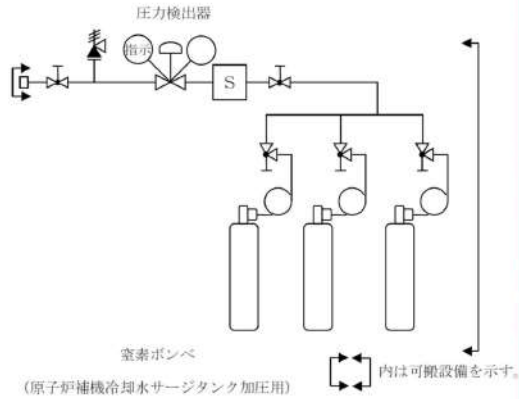 圧力検出器
指示
S
窒素ボンベ
(原子炉補機冷却水サージタンク加圧用)
内は可搬設備を示す。